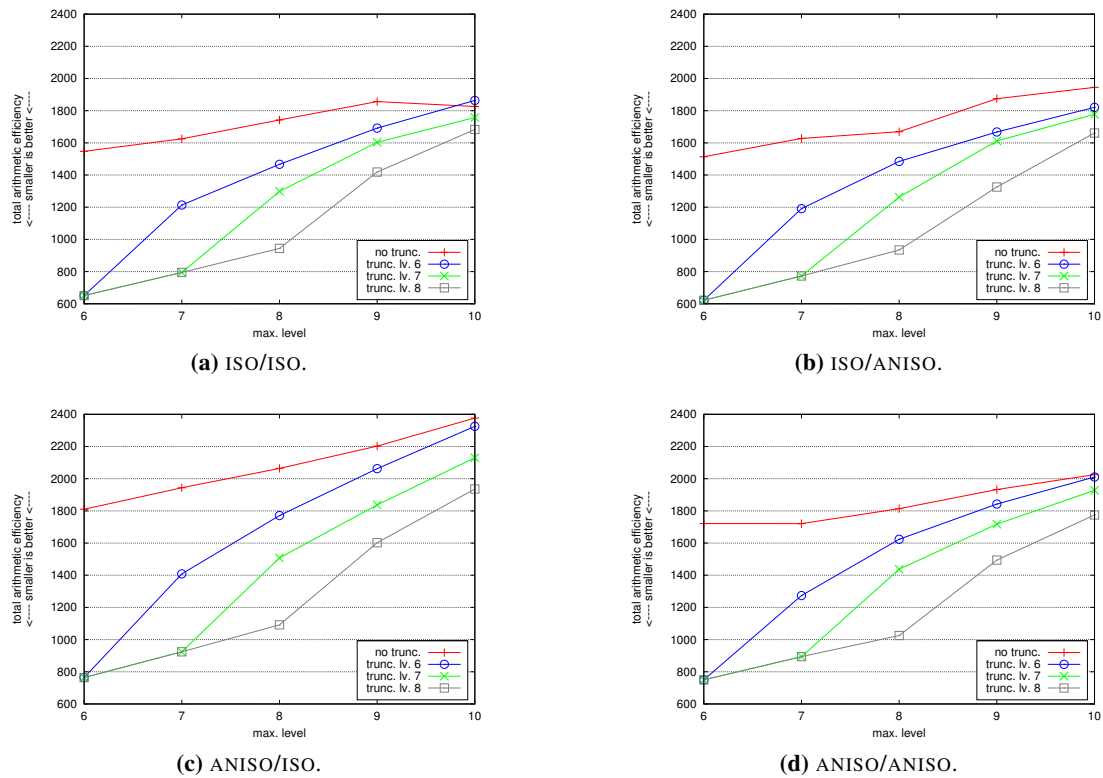 2400
2200
2000
1800
1600
1400
1200
1000
800
600
total arithmetic efficiency
<---- smaller is better <----
no trunc.
trunc. lv. 6
trunc. lv. 7
trunc. lv. 8
6 7 8 9 10
max. level
(a) ISO/ISO.
2400
2200
2000
1800
1600
1400
1200
1000
800
600
total arithmetic efficiency
<---- smaller is better <----
no trunc.
trunc. lv. 6
trunc. lv. 7
trunc. lv. 8
6 7 8 9 10
max. level
(b) ISO/ANISO.
2400
2200
2000
1800
1600
1400
1200
1000
800
600
total arithmetic efficiency
<---- smaller is better <----
no trunc.
trunc. lv. 6
trunc. lv. 7
trunc. lv. 8
6 7 8 9 10
max. level
(c) ANISO/ISO.
2400
2200
2000
1800
1600
1400
1200
1000
800
600
total arithmetic efficiency
<---- smaller is better <----
no trunc.
trunc. lv. 6
trunc. lv. 7
trunc. lv. 8
6 7 8 9 10
max. level
(d) ANISO/ANISO.